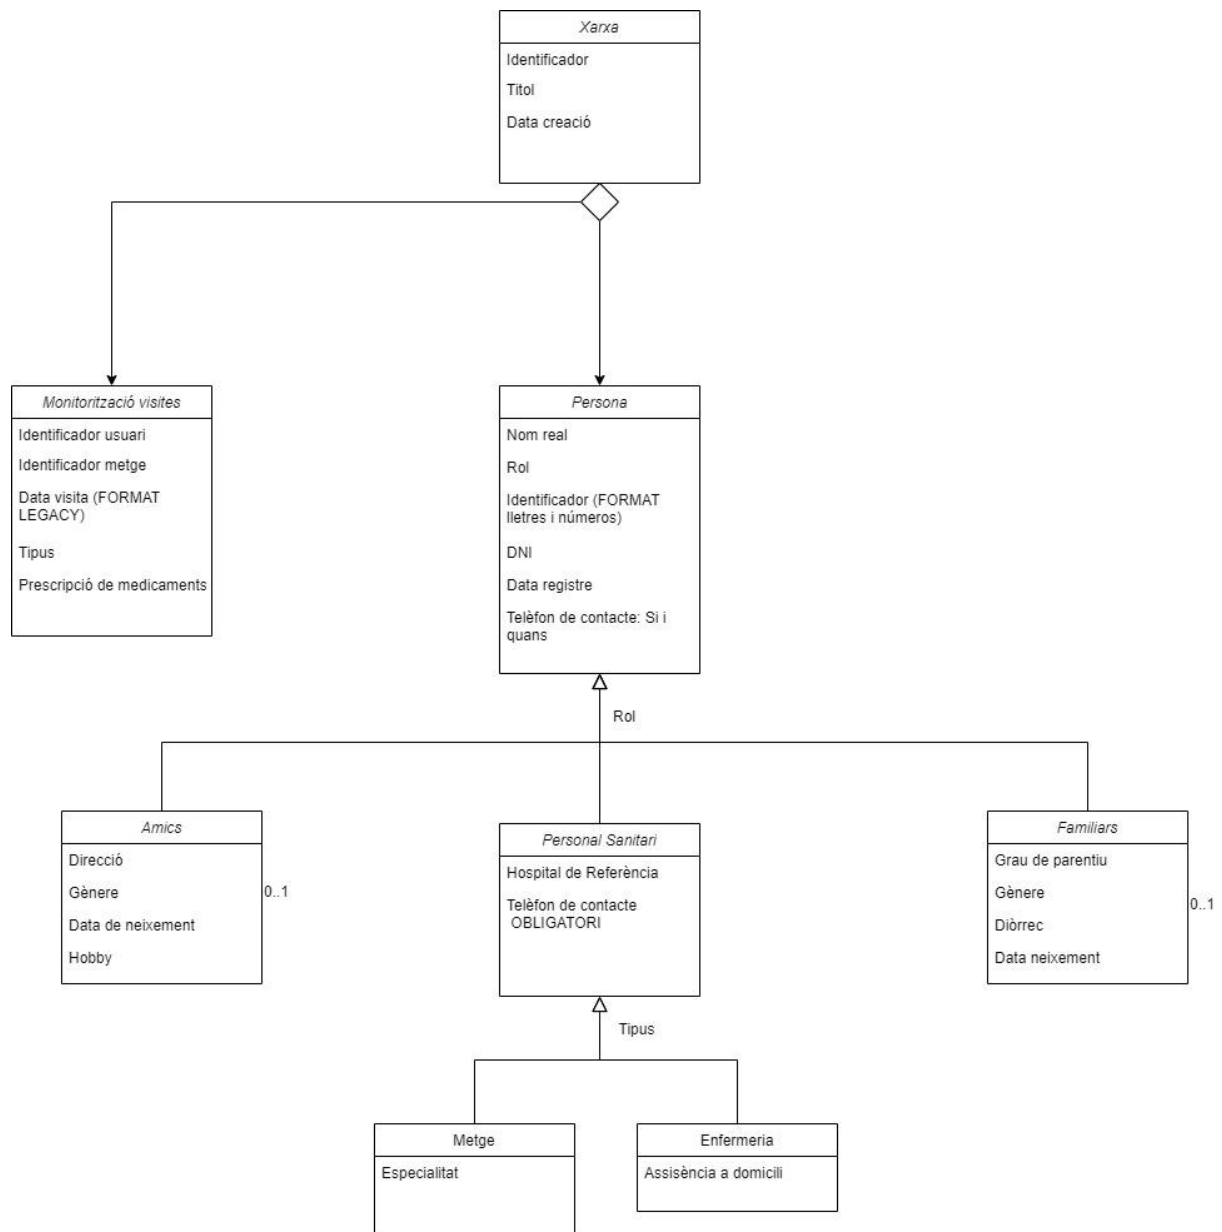 Xarxa
Identificador
Titol
Data creació
Monitorització visites
Identificador usuari
Identificador metge
Data visita (FORMAT
LEGACY)
Tipus
Prescripció de medicaments
Persona
Nom real
Rol
Identificador (FORMAT
lletres i números)
DNI
Data registre
Telèfon de contacte: Si i
quans
Rol
Amics
Direcció
Gènere
Data de neixement
Hobby
0..1
Personal Sanitari
Hospital de Referència
Telèfon de contacte
OBLIGATORI
Familiars
Grau de parentiu
Gènere
Diòrrec
Data neixement
0..1
Tipus
Metge
Especialitat
Enfermeria
Assisència a domicili